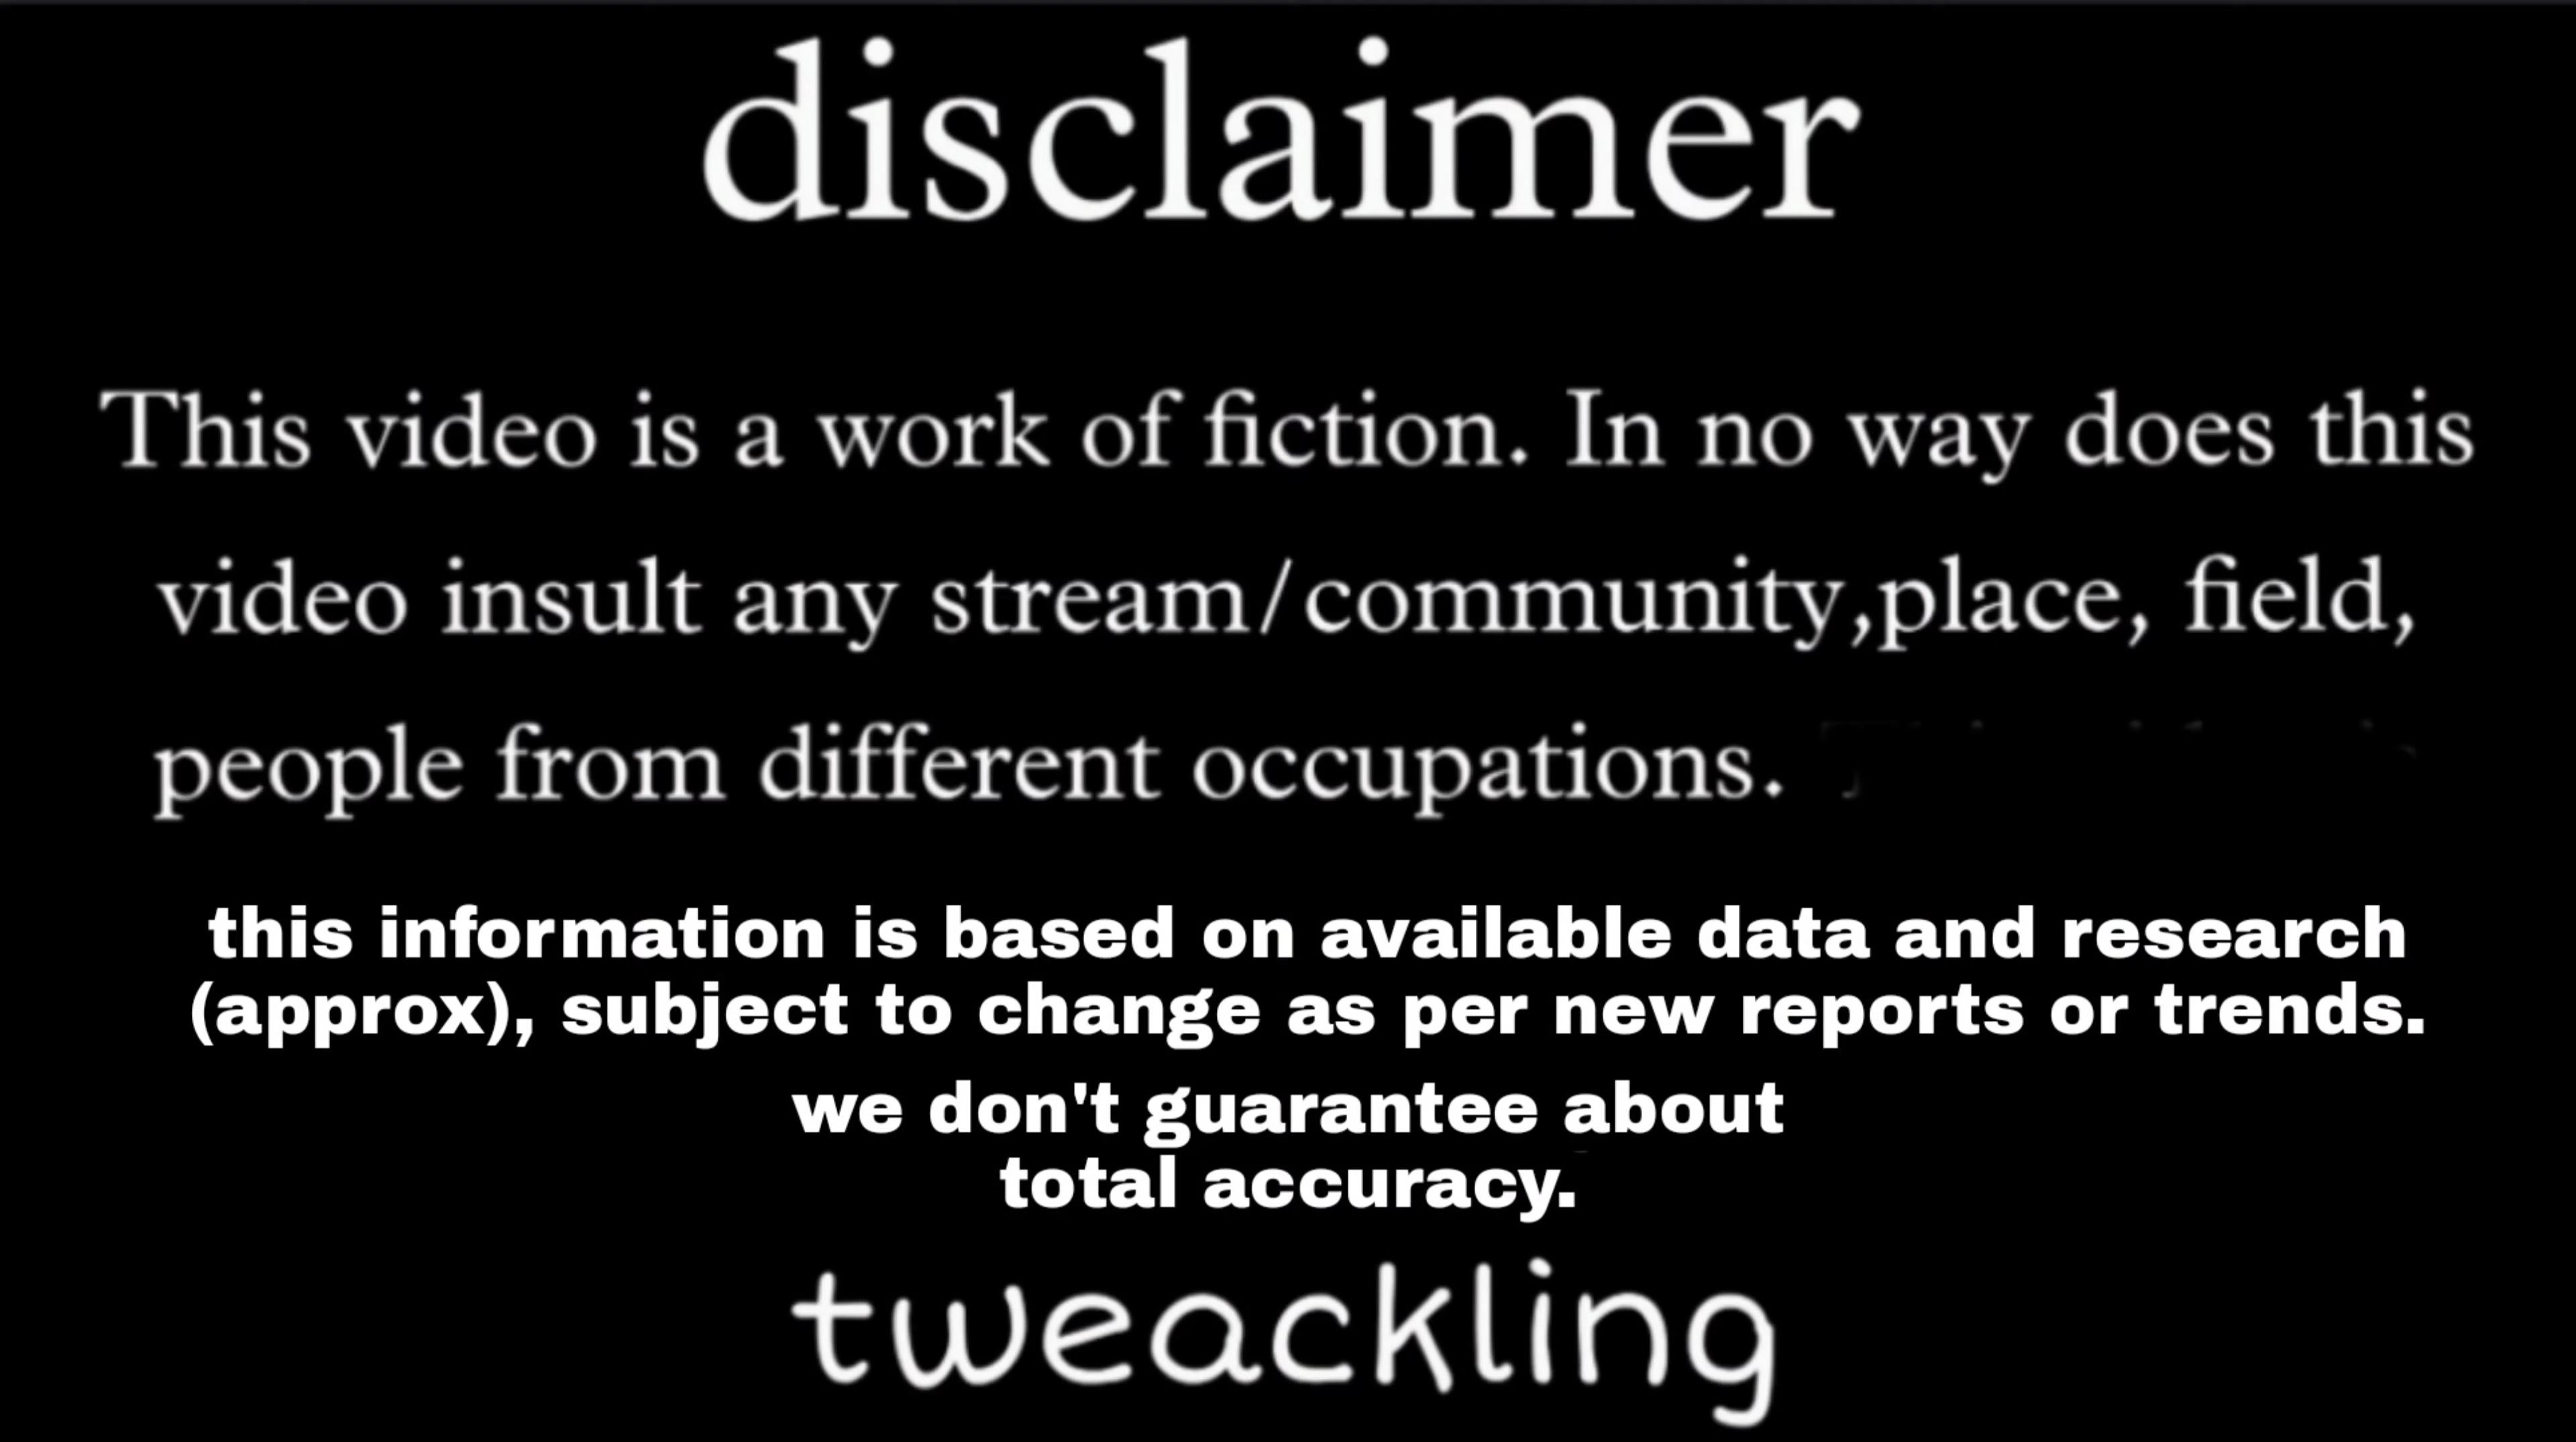 disclaimer
This video is a work of fiction. In no way does this
video insult any stream/community,place, field,
people from different occupations.
this information is based on available data and research
(approx), subject to change as per new reports or trends.
we don't guarantee about
total accuracy.
tweackling